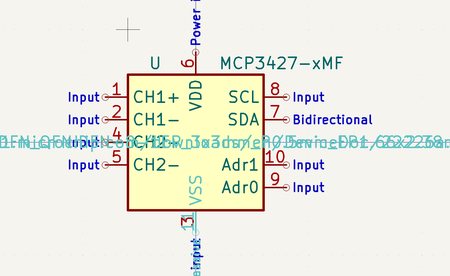 Power i
U MCP3427-xMF
6
VDD
Input 1 CH1+ SCL 8 Input
Input 2 CH1- SDA 7 Bidirectional
4 CH2+
Input 5 CH2- Adr1 10 Input
Adr0 9 Input
VSS
3
11
Input